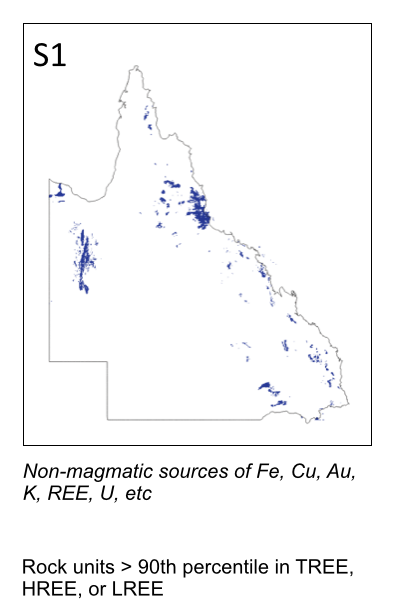 S1
Non-magmatic sources of Fe, Cu, Au,
K, REE, U, etc
Rock units > 90th percentile in TREE,
HREE, or LREE